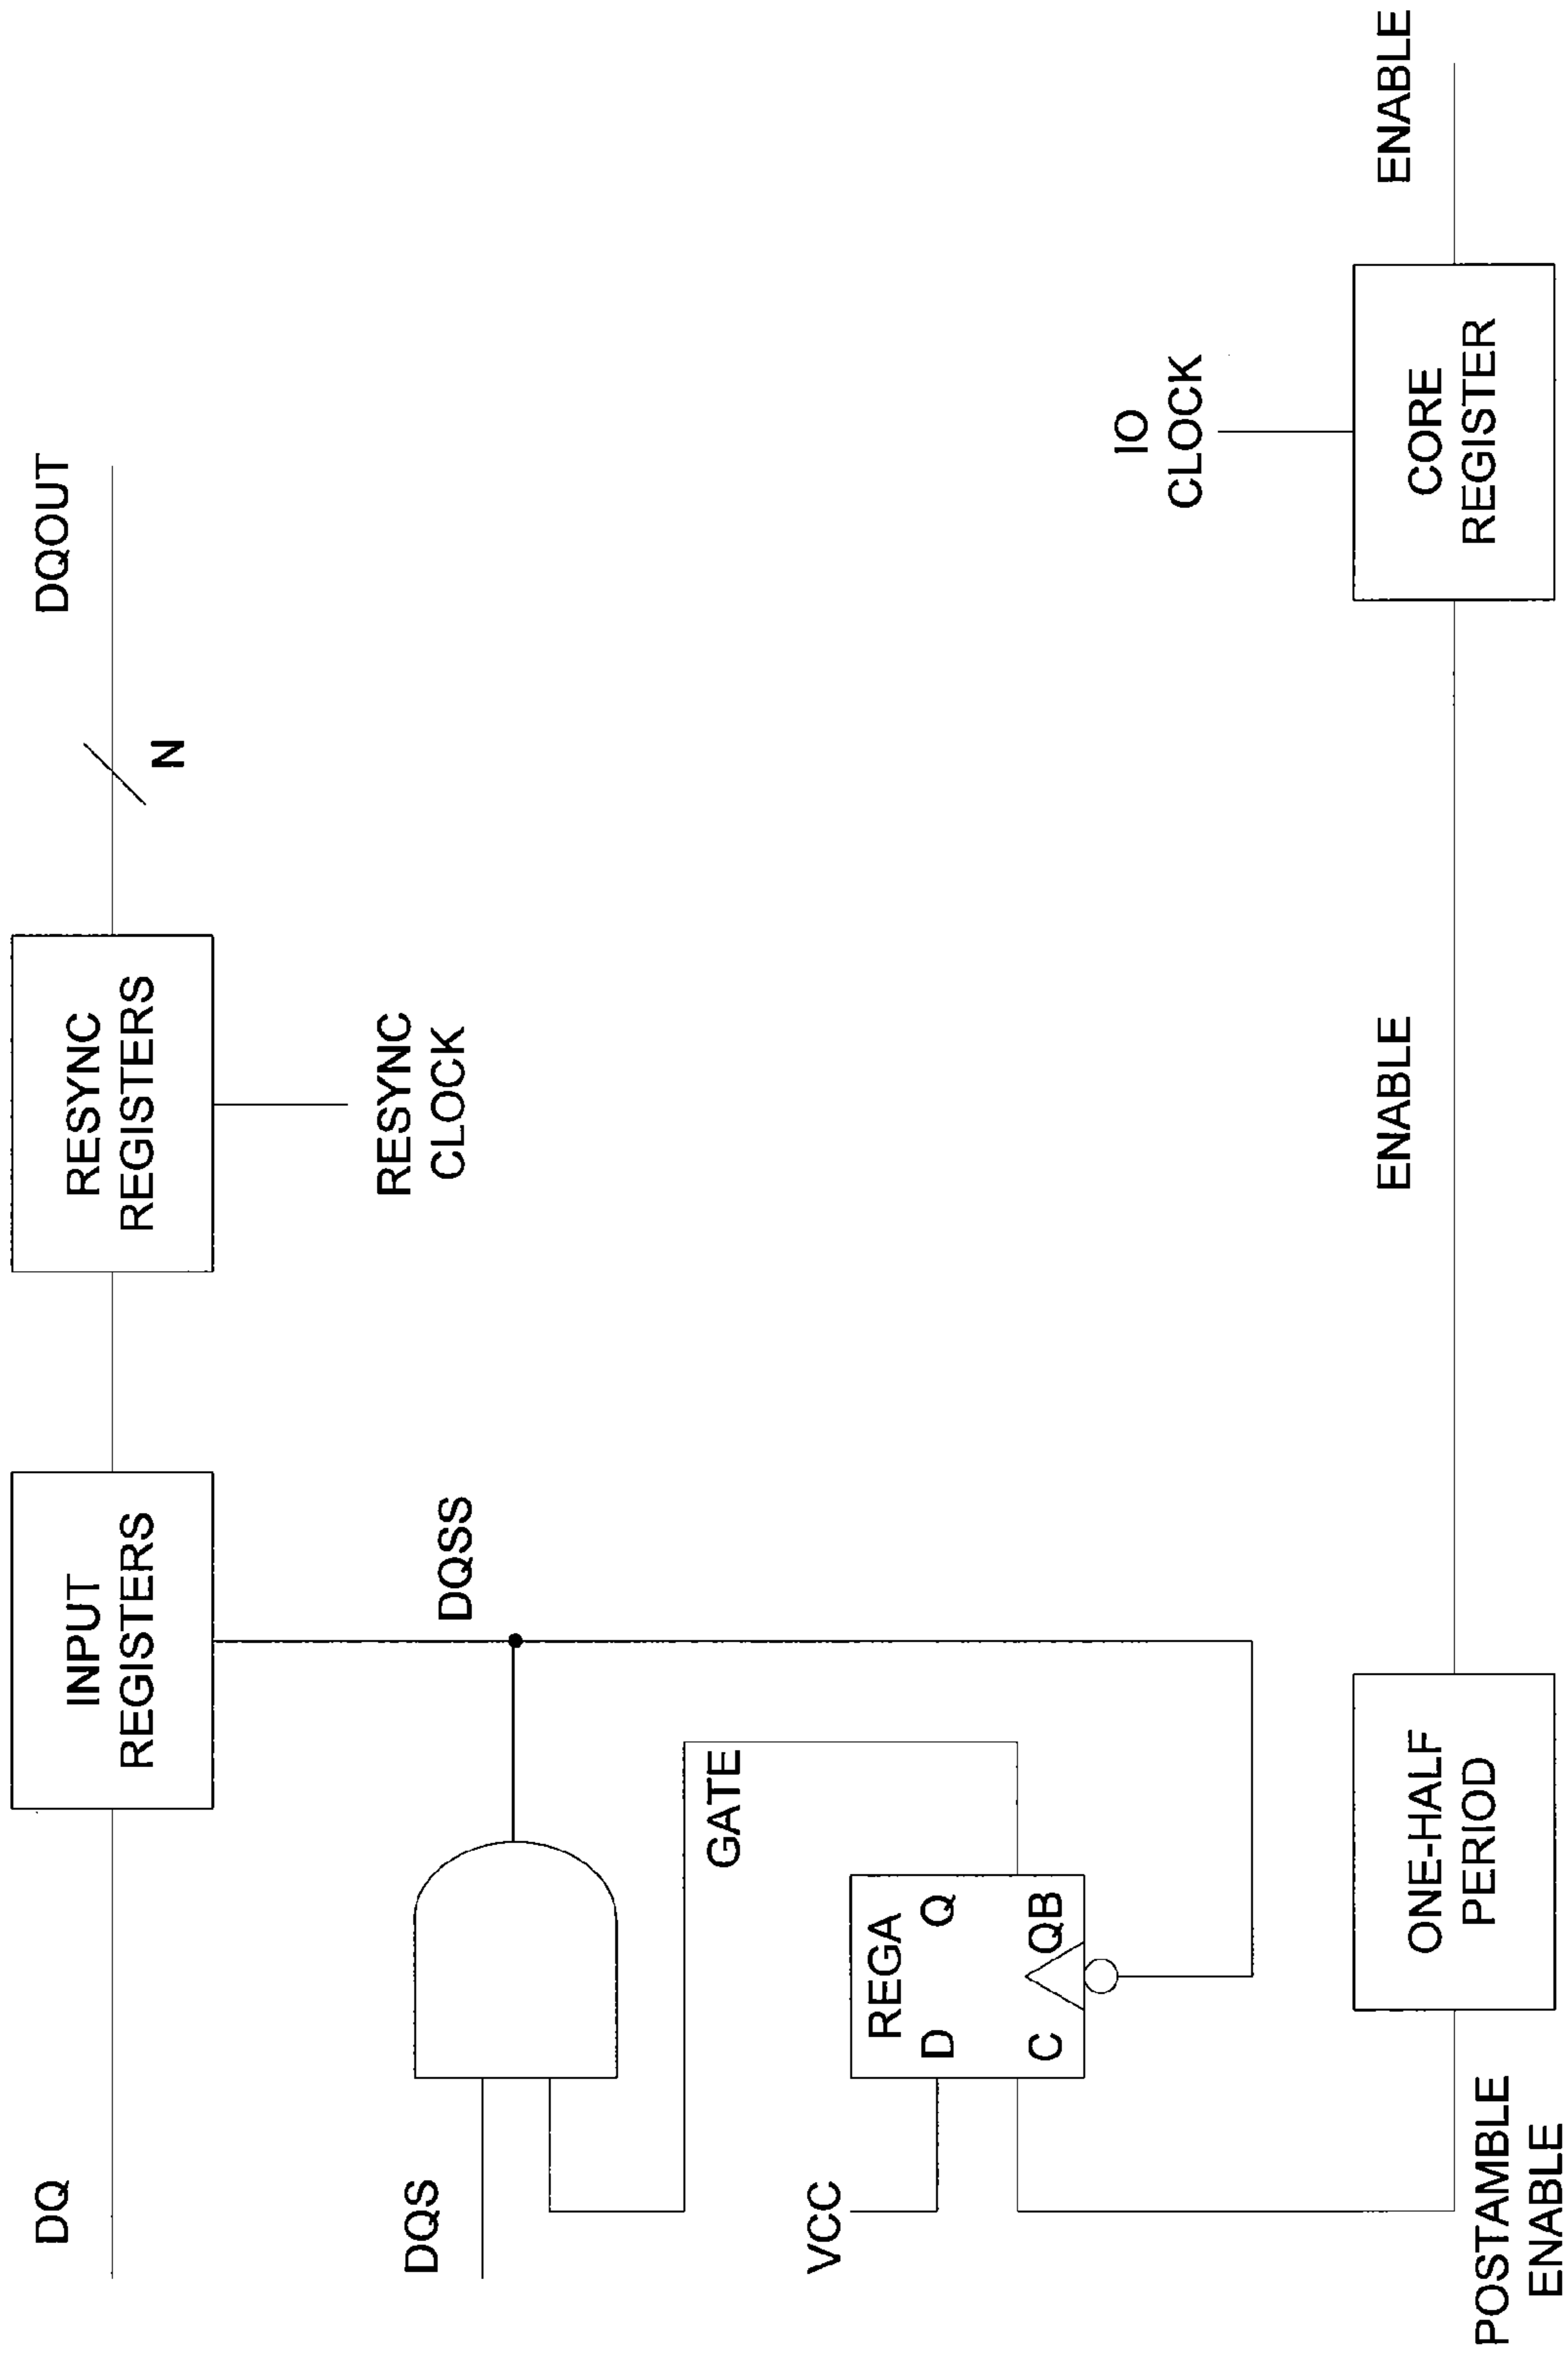 DQ
INPUT
REGISTERS
RESYNC
REGISTERS
DQOUT
N
RESYNC
CLOCK
DQS
DQSS
GATE
VCC
REGA
D Q
C QB
IO
CLOCK
POSTAMBLE
ENABLE
ONE-HALF
PERIOD
ENABLE
CORE
REGISTER
ENABLE